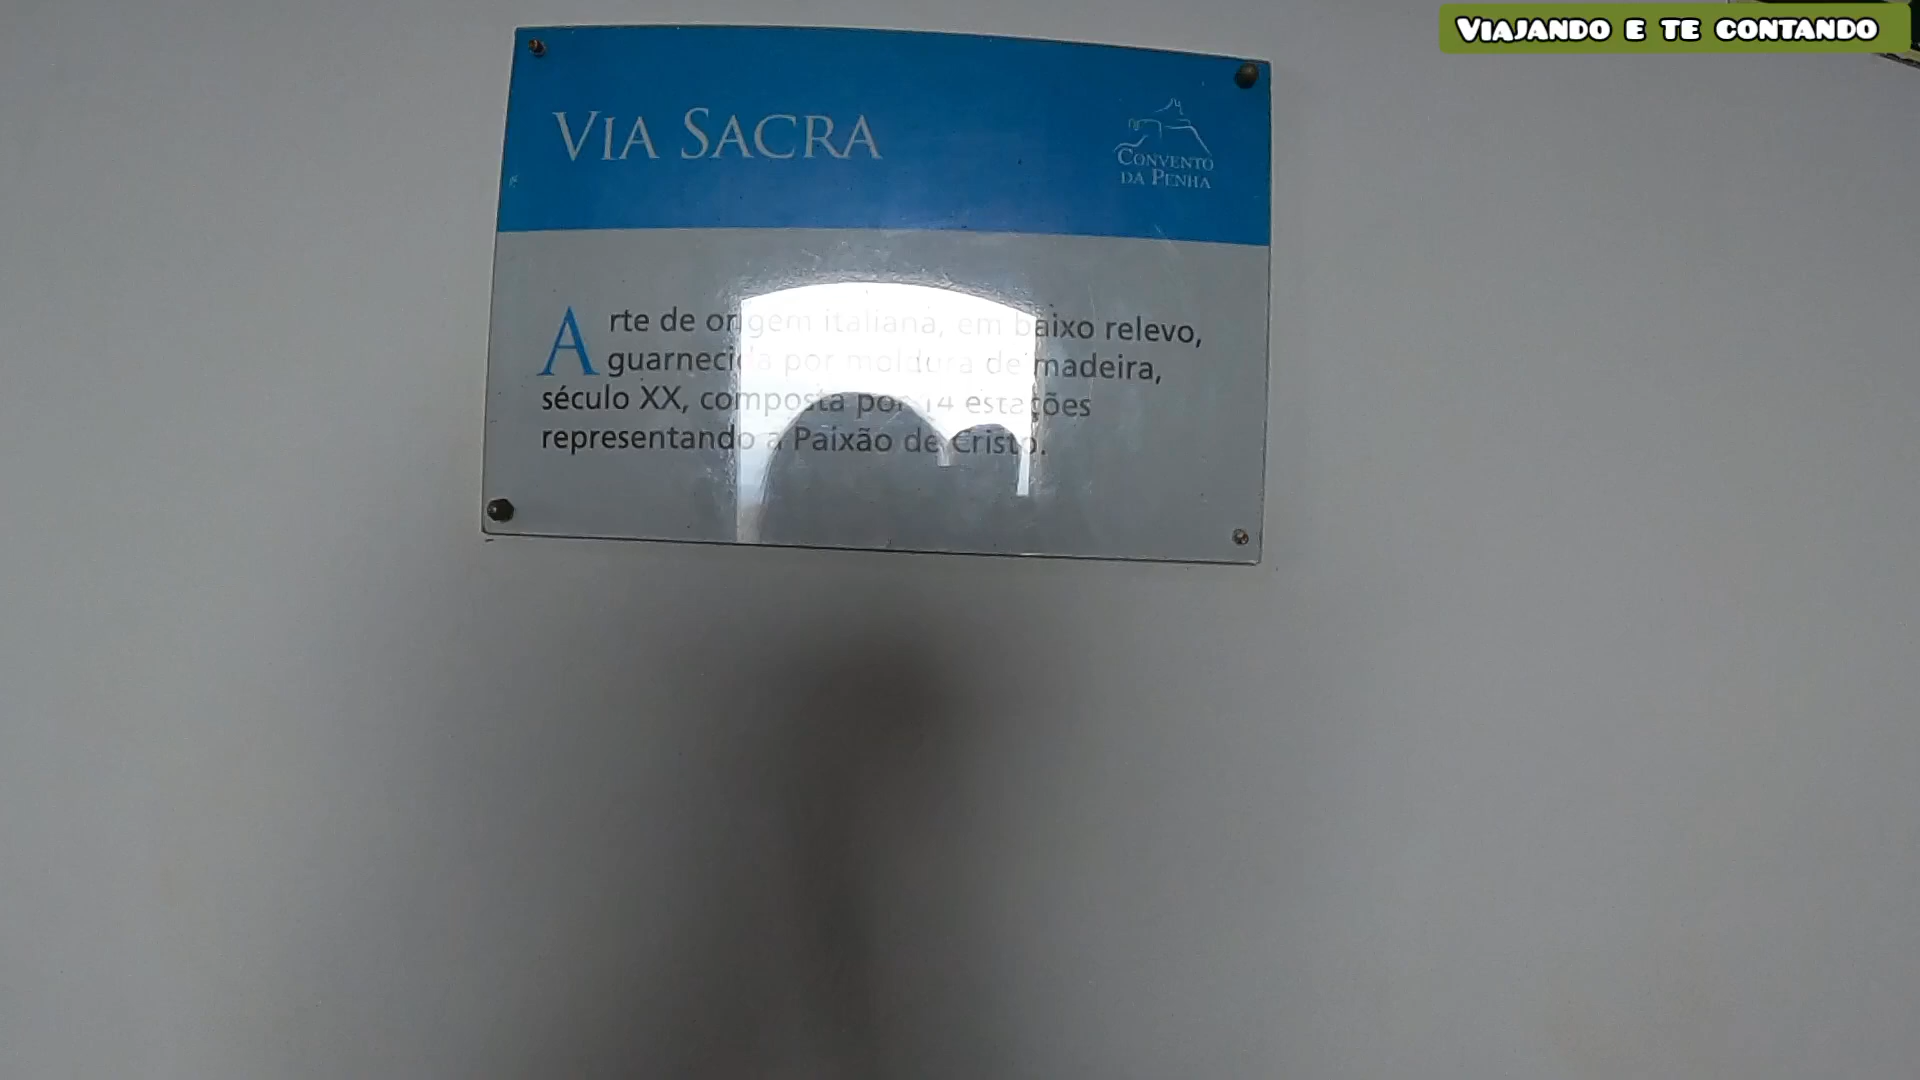 Viajando e te contando
Via Sacra
Convento
da Penha
Arte de origem italiana, em baixo relevo,
guarnecida por moldura de madeira,
século XX, composta por 14 estações
representando a Paixão de Cristo.